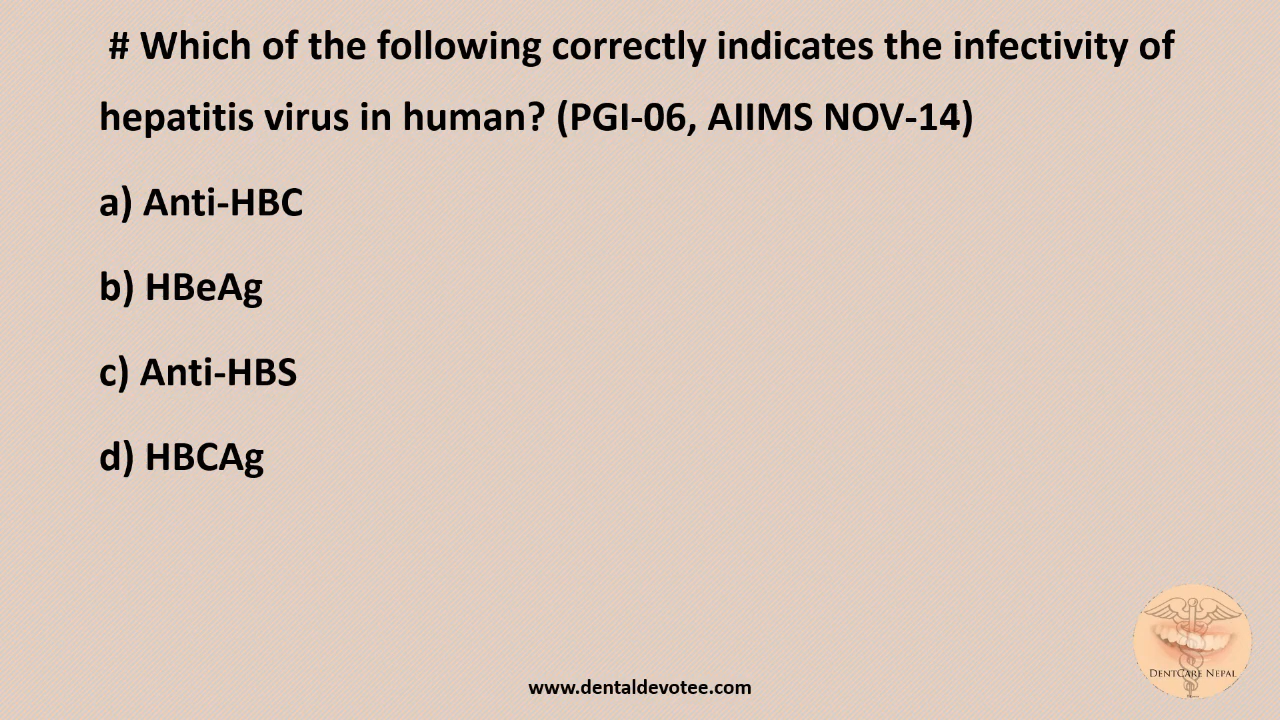 # Which of the following correctly indicates the infectivity of
hepatitis virus in human? (PGI-06, AIIMS NOV-14)
a) Anti-HBC
b) HBeAg
c) Anti-HBS
d) HBCAg
DentCare Nepal
www.dentaldevotee.com